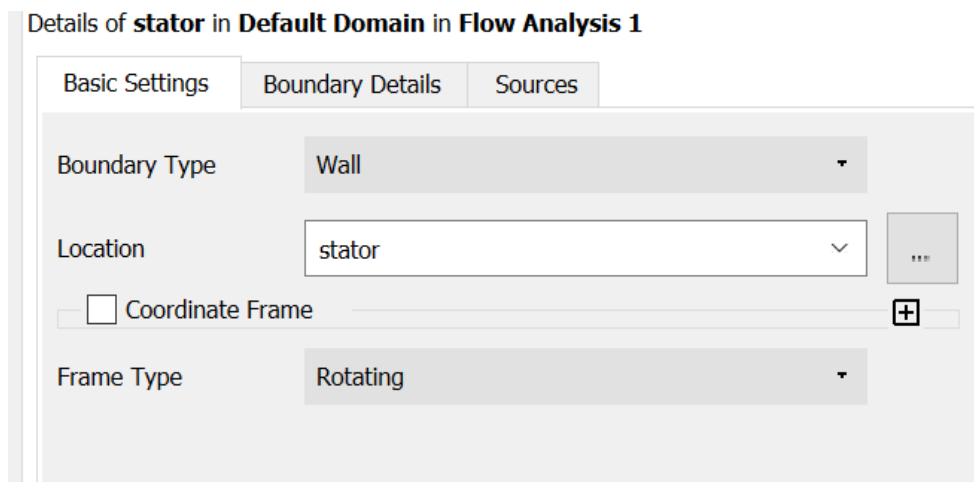 Details of stator in Default Domain in Flow Analysis 1
Basic Settings Boundary Details Sources
Boundary Type Wall
Location stator ...
Coordinate Frame
Frame Type Rotating